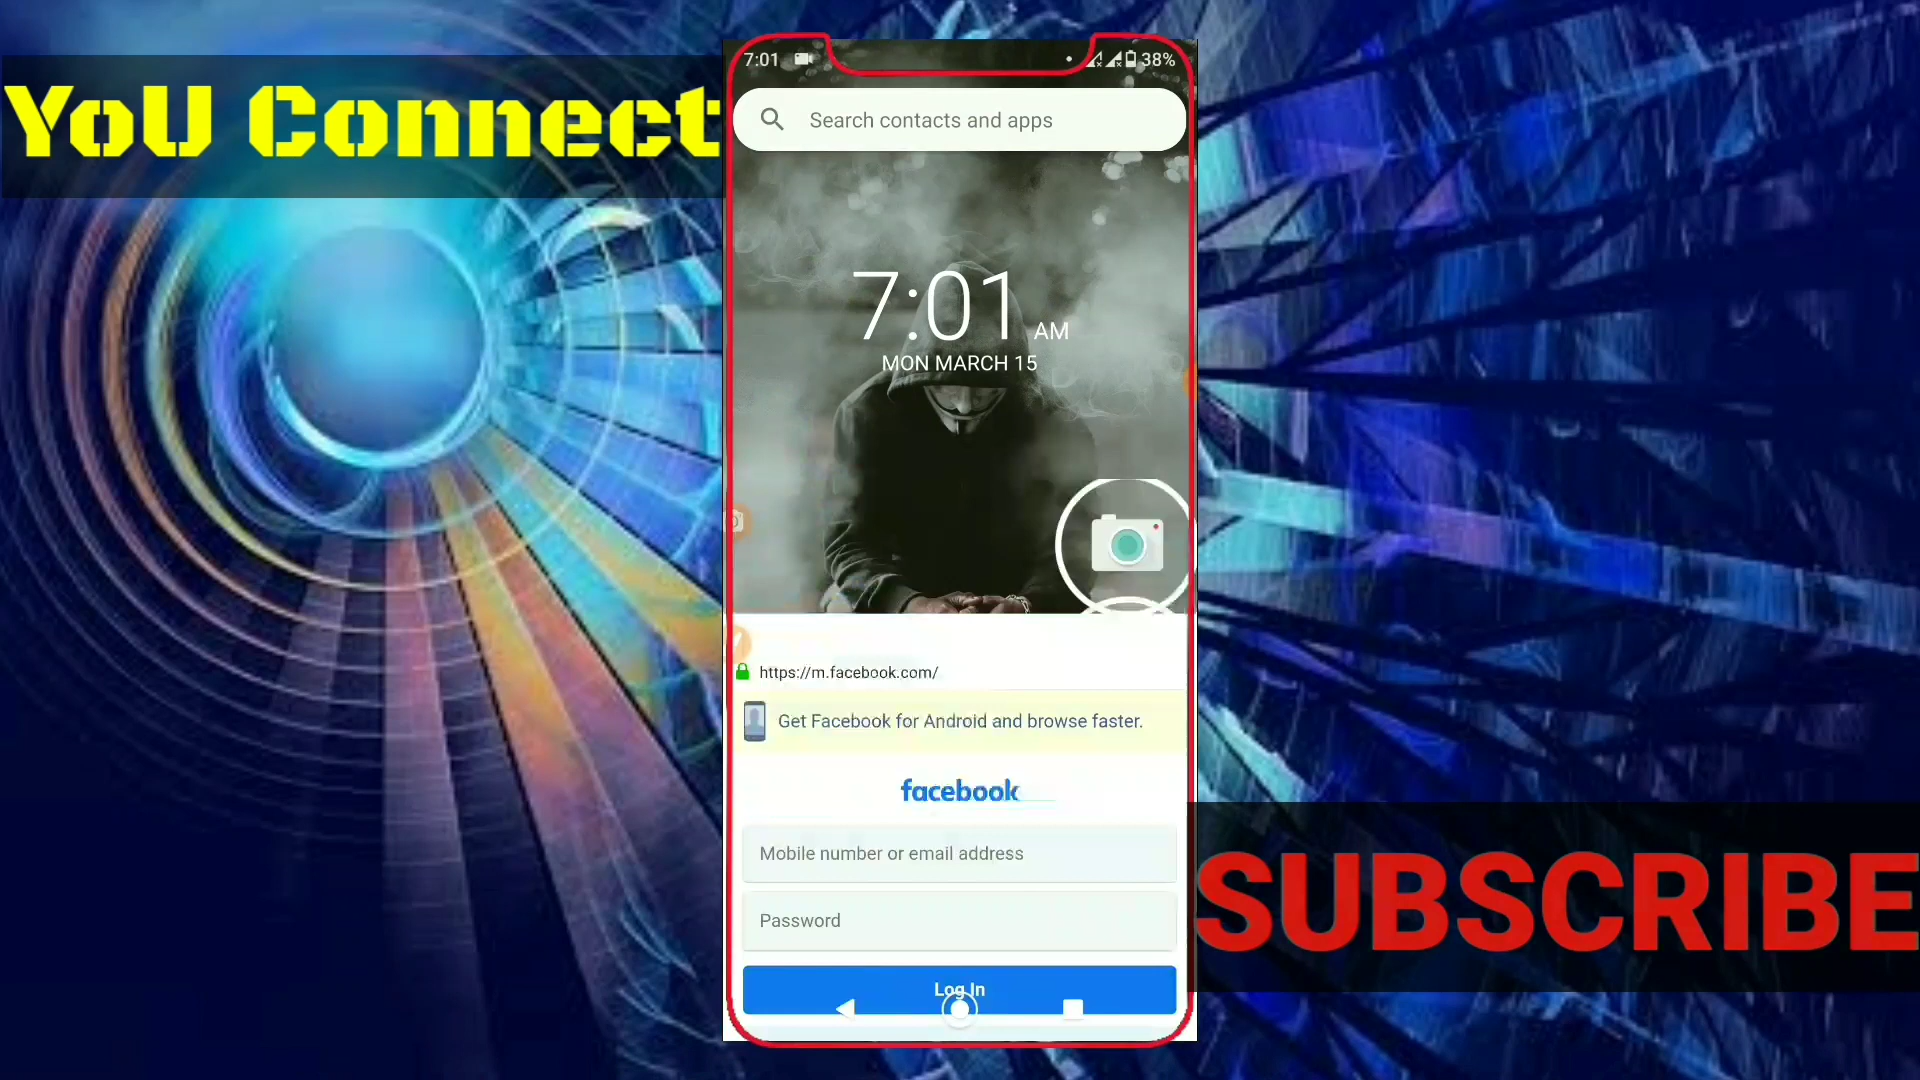 YoU Connect
7:01
38%
Search contacts and apps
7:01 AM
MON MARCH 15
https://m.facebook.com/
Get Facebook for Android and browse faster.
facebook
Mobile number or email address
Password
Log In
SUBSCRIBE